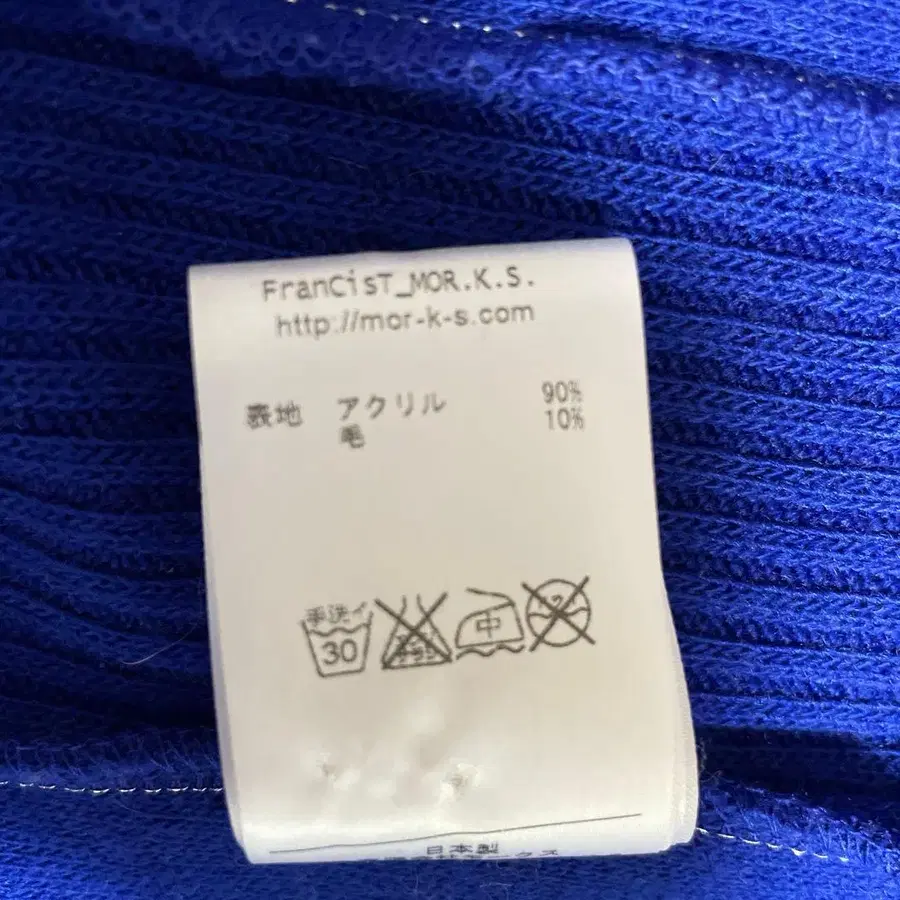 FranCisT_MOR.K.S.
http://mor-k-s.com
表地 アクリル 90%
毛 10%
手洗イ
30
中
日本製